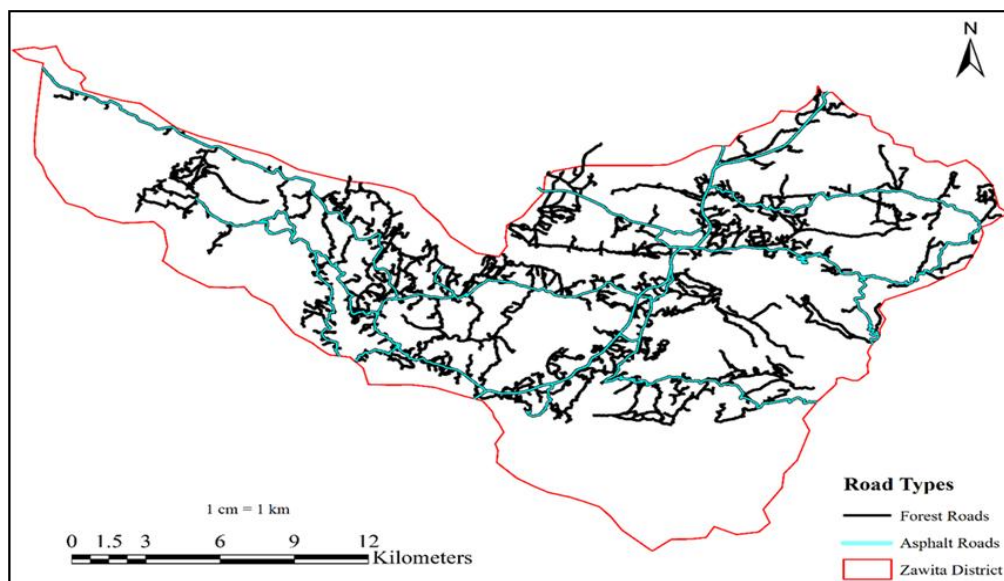 N
1 cm = 1 km
0 1.5 3 6 9 12
Kilometers
Road Types
Forest Roads
Asphalt Roads
Zawita District